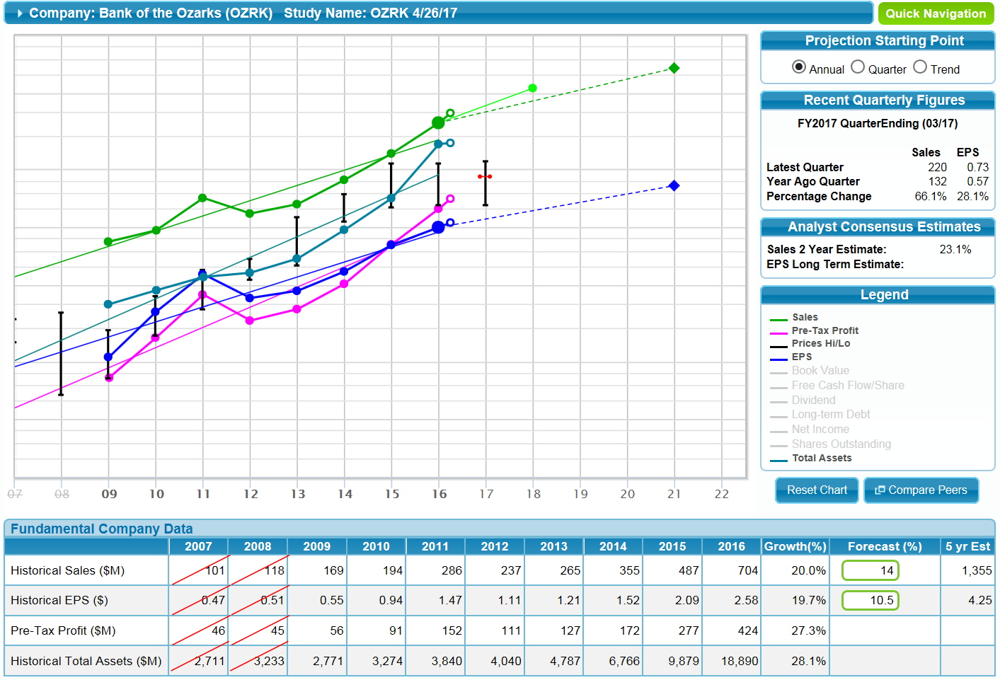 Company: Bank of the Ozarks (OZRK) Study Name: OZRK 4/26/17
Quick Navigation
Projection Starting Point
Annual Quarter Trend
Recent Quarterly Figures
FY2017 QuarterEnding (03/17)
Sales EPS
Latest Quarter 220 0.73
Year Ago Quarter 132 0.57
Percentage Change 66.1% 28.1%
Analyst Consensus Estimates
Sales 2 Year Estimate: 23.1%
EPS Long Term Estimate:
Legend
Sales
Pre-Tax Profit
Prices Hi/Lo
EPS
Book Value
Free Cash Flow/Share
Dividend
Long-term Debt
Net Income
Shares Outstanding
Total Assets
Reset Chart Compare Peers
07 08 09 10 11 12 13 14 15 16 17 18 19 20 21 22
Fundamental Company Data
2007 2008 2009 2010 2011 2012 2013 2014 2015 2016 Growth(%) Forecast (%) 5 yr Est
Historical Sales ($M) 101 118 169 194 286 237 265 355 487 704 20.0% 14 1,355
Historical EPS ($) 0.47 0.51 0.55 0.94 1.47 1.11 1.21 1.52 2.09 2.58 19.7% 10.5 4.25
Pre-Tax Profit ($M) 46 45 56 91 152 111 127 172 277 424 27.3%
Historical Total Assets ($M) 2,711 3,233 2,771 3,274 3,840 4,040 4,787 6,766 9,879 18,890 28.1%